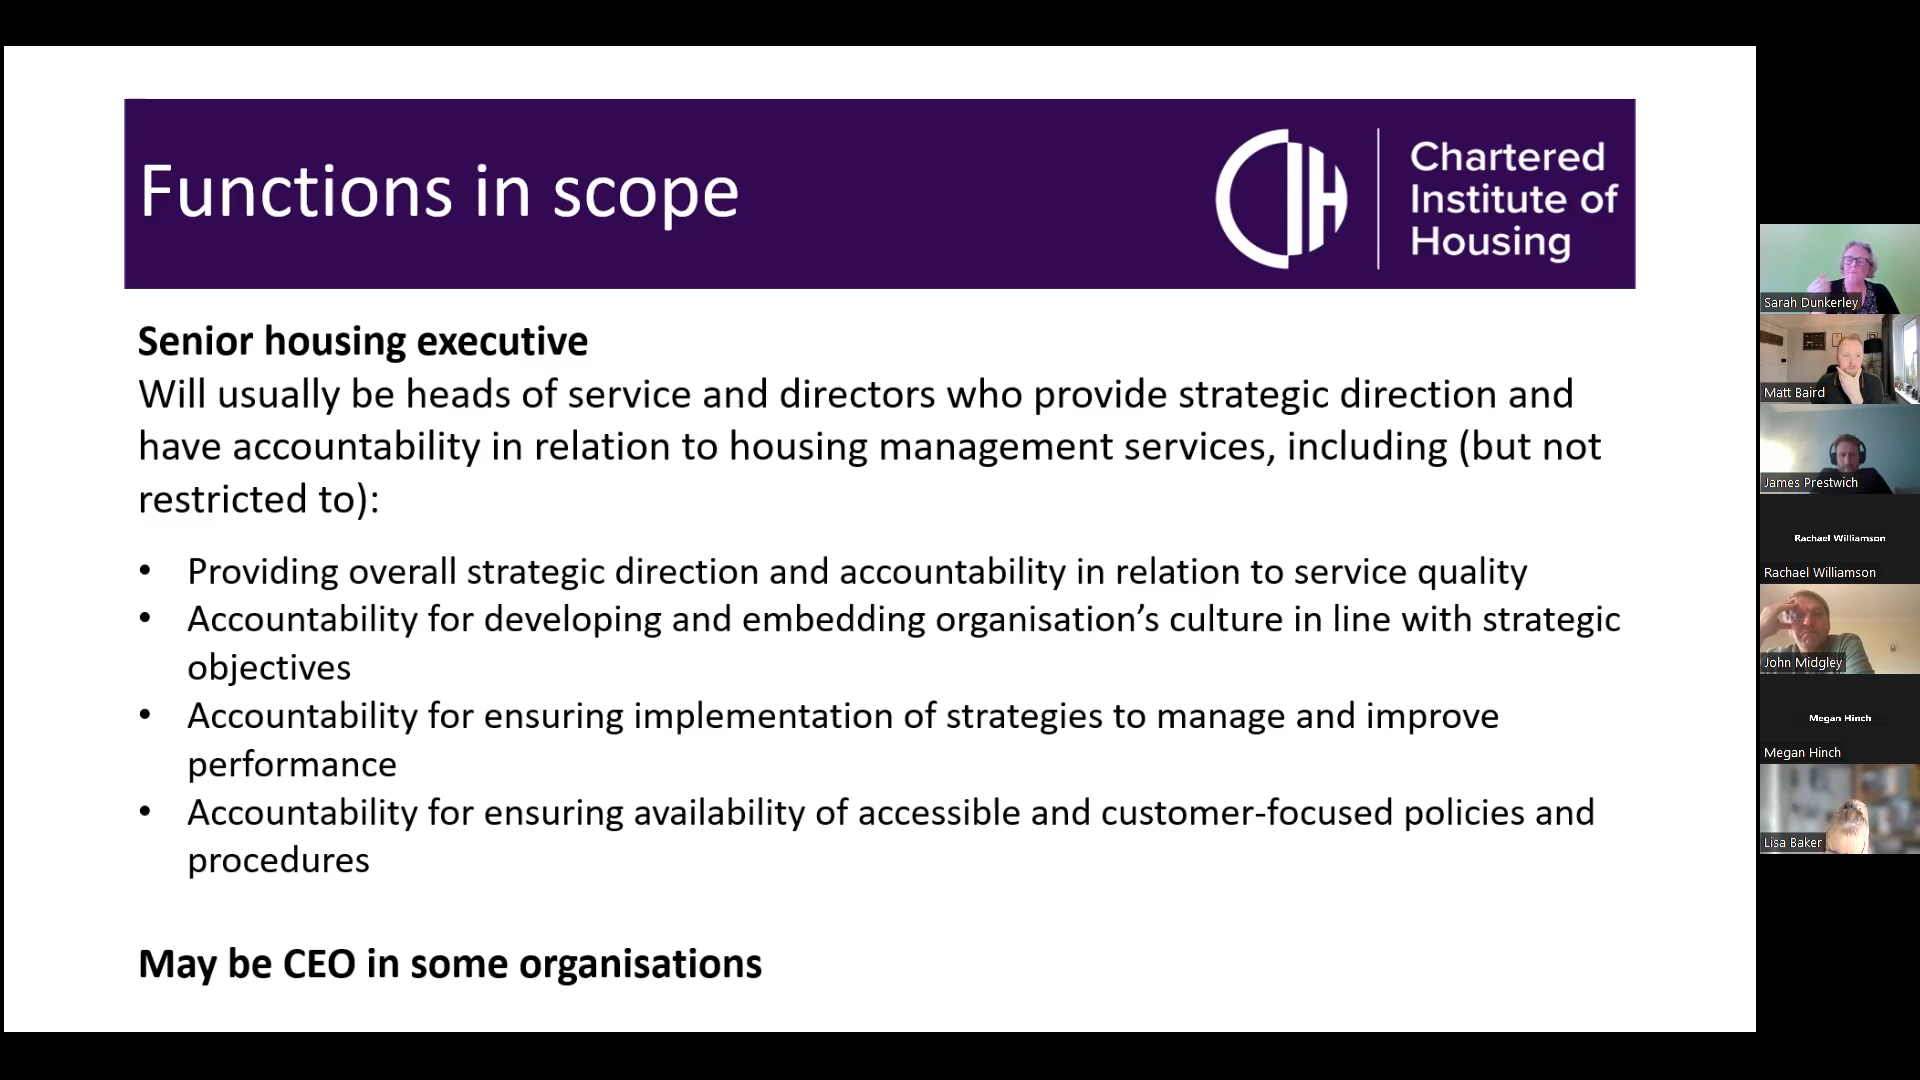 Functions in scope
Chartered
Institute of
Housing
Senior housing executive
Will usually be heads of service and directors who provide strategic direction and
have accountability in relation to housing management services, including (but not
restricted to):
• Providing overall strategic direction and accountability in relation to service quality
• Accountability for developing and embedding organisation’s culture in line with strategic
objectives
• Accountability for ensuring implementation of strategies to manage and improve
performance
• Accountability for ensuring availability of accessible and customer-focused policies and
procedures
May be CEO in some organisations
Sarah Dunkerley
Matt Baird
James Prestwich
Rachael Williamson
Rachael Williamson
John Midgley
Megan Hinch
Megan Hinch
Lisa Baker